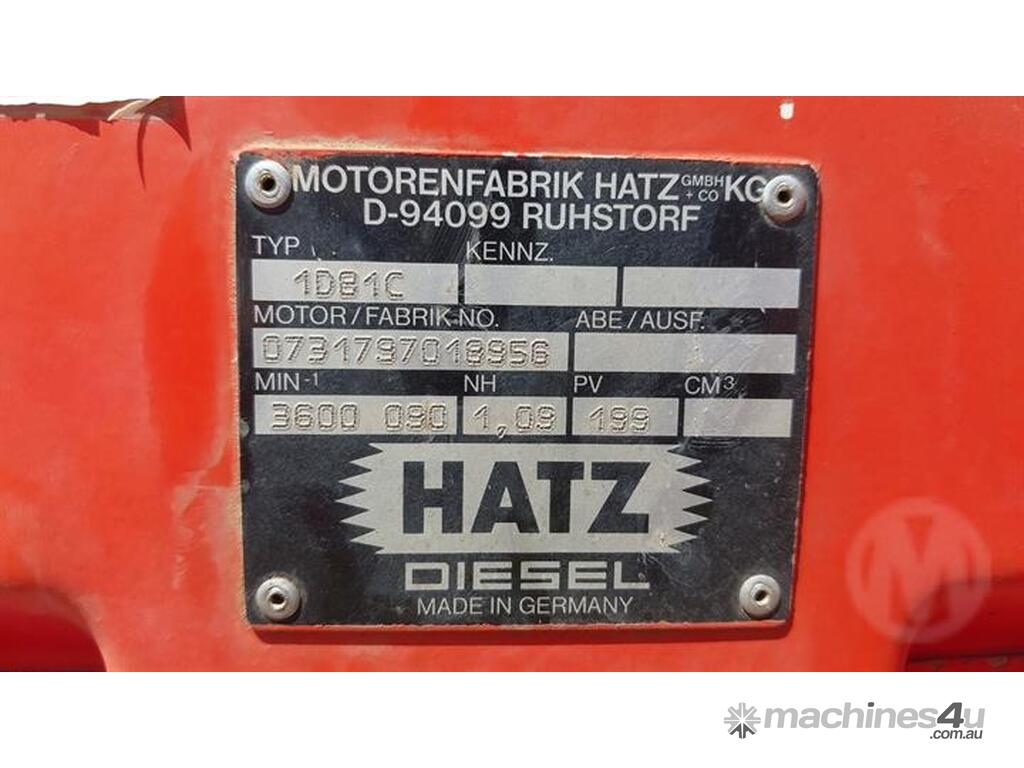 MOTORENFABRIK HATZ GMBH + CO KG
D-94099 RUHSTORF
TYP KENNZ.
1D81C
MOTOR/FABRIK-NO. ABE/AUSF.
0731797018956
MIN-1 NH PV CM3
3600 090 1,09 199
HATZ
DIESEL
MADE IN GERMANY
M
machines4u
.com.au